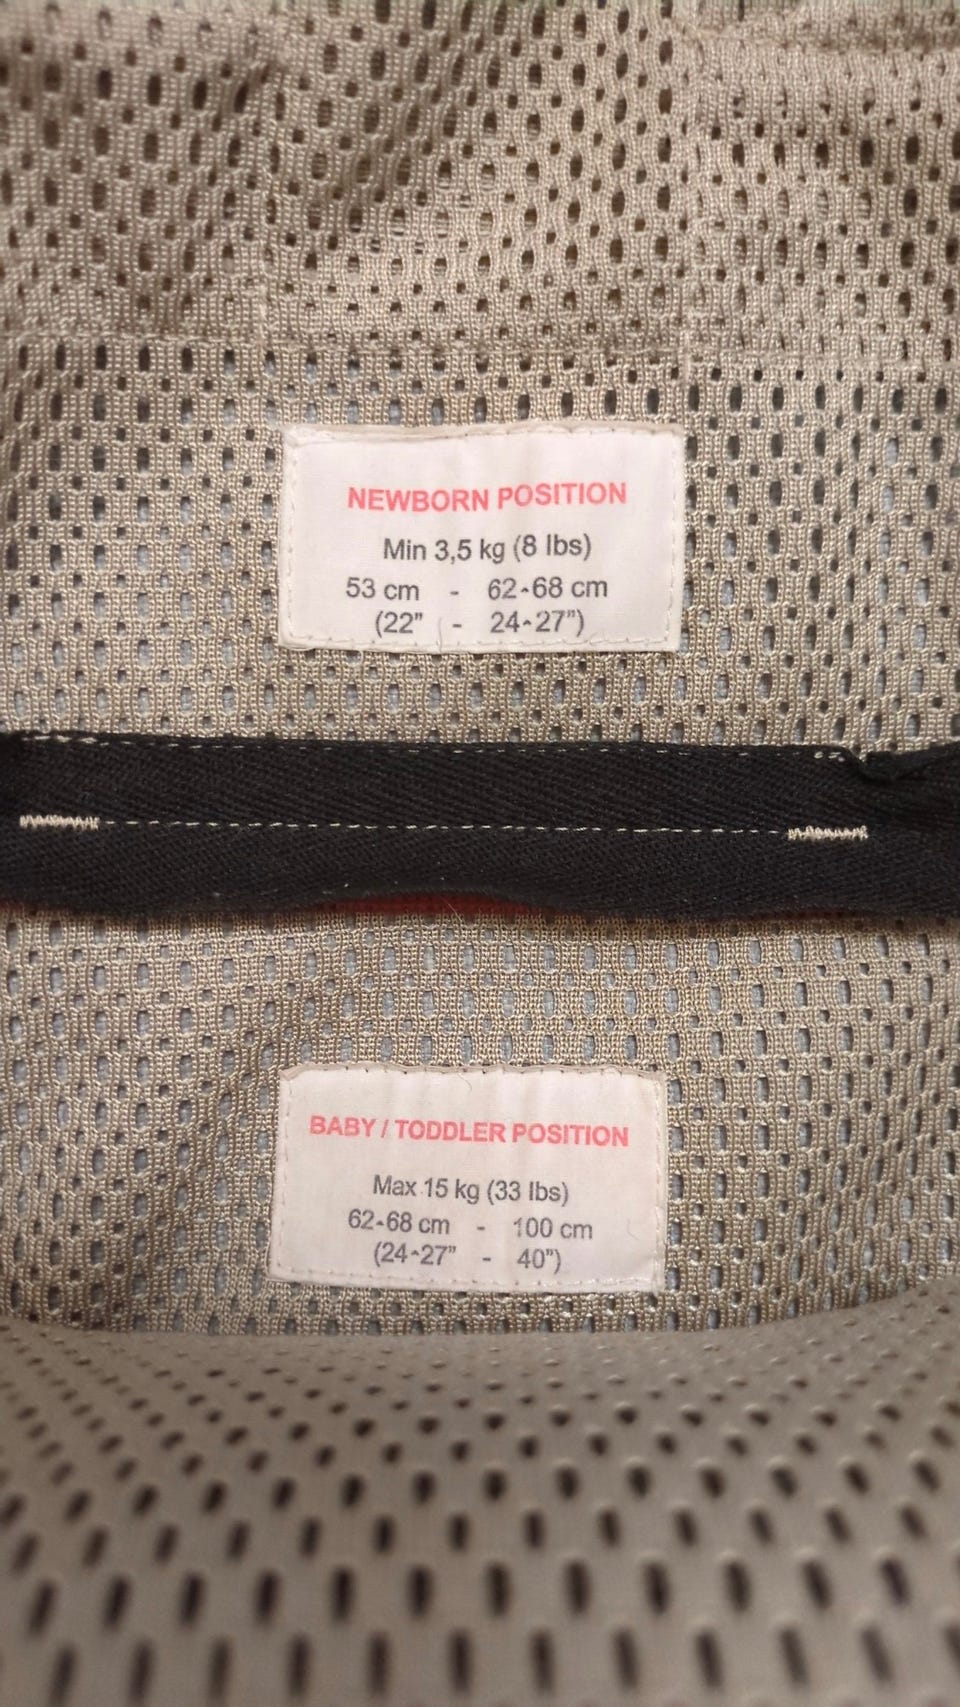 NEWBORN POSITION
Min 3,5 kg (8 lbs)
53 cm - 62-68 cm
(22” - 24-27”)
BABY / TODDLER POSITION
Max 15 kg (33 lbs)
62-68 cm - 100 cm
(24-27” - 40”)